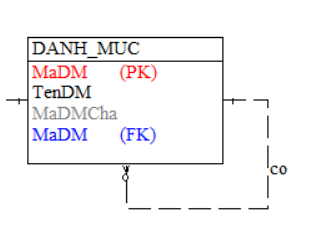 DANH_MUC
MaDM (PK)
TenDM
MaDMCha
MaDM (FK)
co